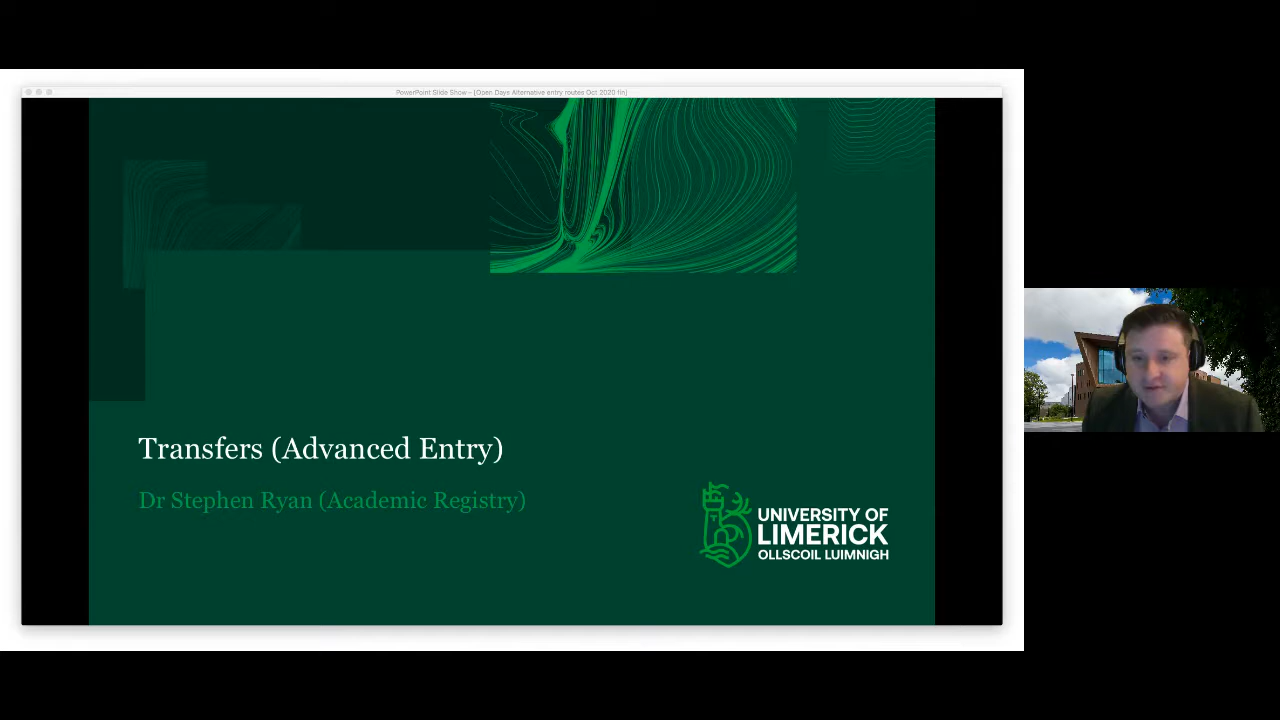 PowerPoint Slide Show - [Open Days Alternative entry routes Oct 2020 fin]
Transfers (Advanced Entry)
Dr Stephen Ryan (Academic Registry)
UNIVERSITY OF
LIMERICK
OLLSCOIL LUIMNIGH